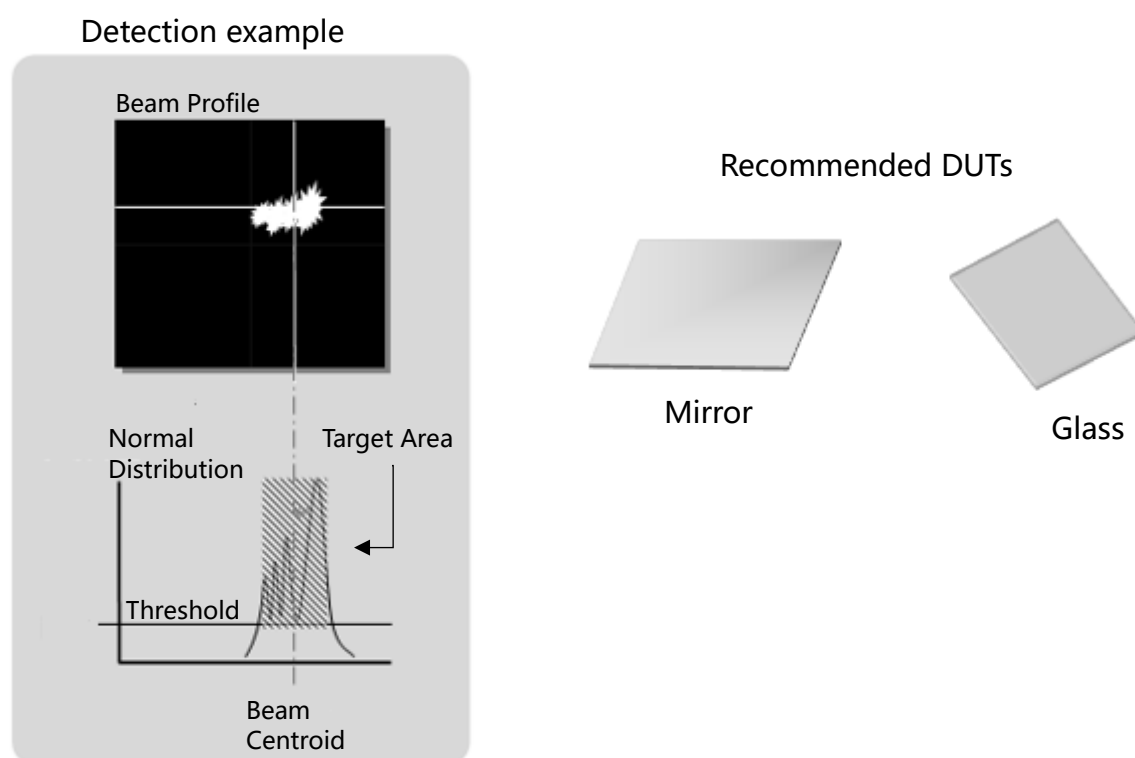 Detection example
Beam Profile
Recommended DUTs
Mirror
Glass
Normal
Distribution
Target Area
Threshold
Beam
Centroid